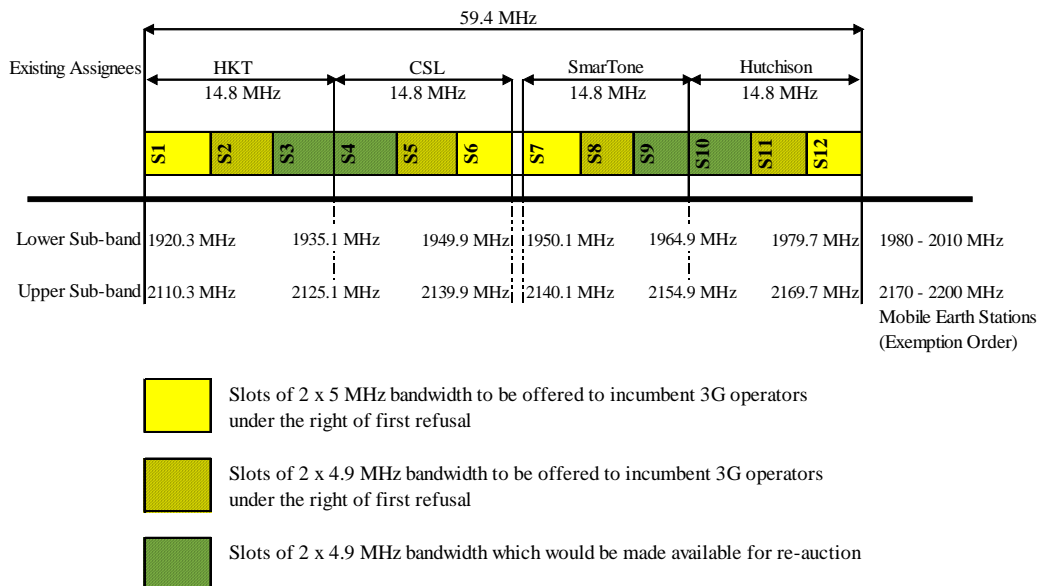 59.4 MHz
Existing Assignees HKT CSL SmarTone Hutchison
14.8 MHz 14.8 MHz 14.8 MHz 14.8 MHz
S1 S2 S3 S4 S5 S6 S7 S8 S9 S10 S11 S12
Lower Sub-band 1920.3 MHz 1935.1 MHz 1949.9 MHz 1950.1 MHz 1964.9 MHz 1979.7 MHz 1980 - 2010 MHz
Upper Sub-band 2110.3 MHz 2125.1 MHz 2139.9 MHz 2140.1 MHz 2154.9 MHz 2169.7 MHz 2170 - 2200 MHz
Mobile Earth Stations
(Exemption Order)
Slots of 2 x 5 MHz bandwidth to be offered to incumbent 3G operators
under the right of first refusal
Slots of 2 x 4.9 MHz bandwidth to be offered to incumbent 3G operators
under the right of first refusal
Slots of 2 x 4.9 MHz bandwidth which would be made available for re-auction